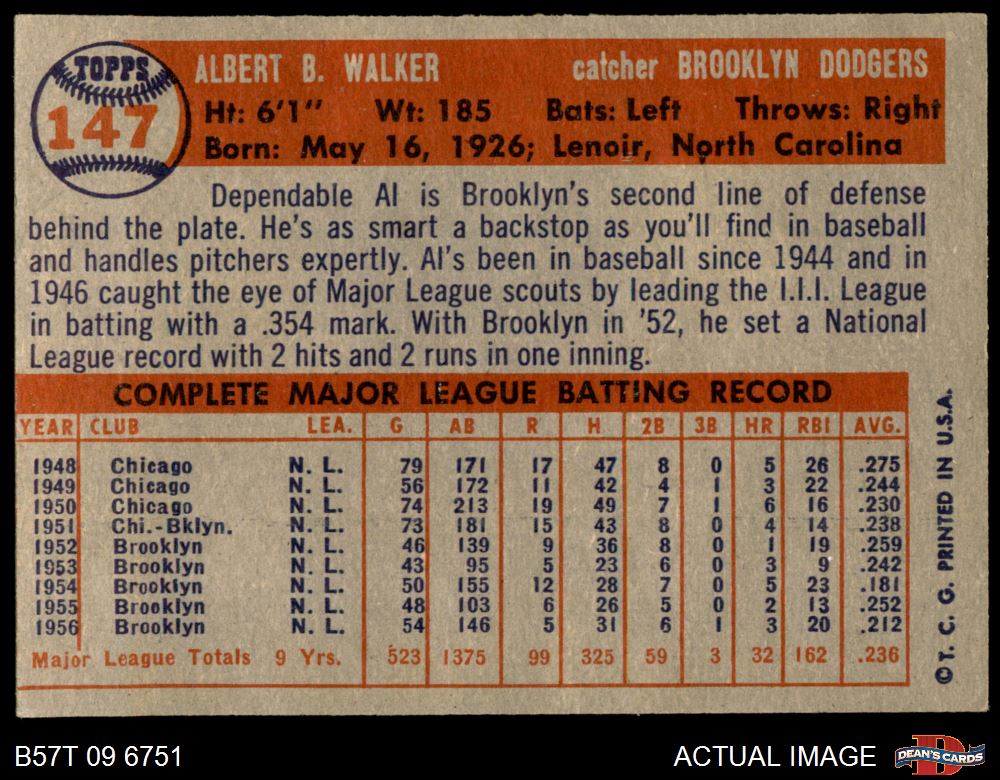 TOPPS
147
ALBERT B. WALKER catcher BROOKLYN DODGERS
Ht: 6'1" Wt: 185 Bats: Left Throws: Right
Born: May 16, 1926; Lenoir, North Carolina
Dependable Al is Brooklyn's second line of defense
behind the plate. He's as smart a backstop as you'll find in baseball
and handles pitchers expertly. Al's been in baseball since 1944 and in
1946 caught the eye of Major League scouts by leading the I.I.I. League
in batting with a .354 mark. With Brooklyn in '52, he set a National
League record with 2 hits and 2 runs in one inning.
COMPLETE MAJOR LEAGUE BATTING RECORD
YEAR CLUB LEA. G AB R H 2B 3B HR RBI AVG.
1948 Chicago N. L. 79 171 17 47 8 0 5 26 .275
1949 Chicago N. L. 56 172 11 42 4 1 3 22 .244
1950 Chicago N. L. 74 213 19 49 7 1 6 16 .230
1951 Chi.-Bklyn. N. L. 73 181 15 43 8 0 4 14 .238
1952 Brooklyn N. L. 46 139 9 36 8 0 1 19 .259
1953 Brooklyn N. L. 43 95 5 23 6 0 3 9 .242
1954 Brooklyn N. L. 50 155 12 28 7 0 5 23 .181
1955 Brooklyn N. L. 48 103 6 26 5 0 2 13 .252
1956 Brooklyn N. L. 54 146 5 31 6 1 3 20 .212
Major League Totals 9 Yrs. 523 1375 99 325 59 3 32 162 .236
©T. C. G. PRINTED IN U.S.A.
B57T 09 6751 ACTUAL IMAGE
DEAN'S CARDS